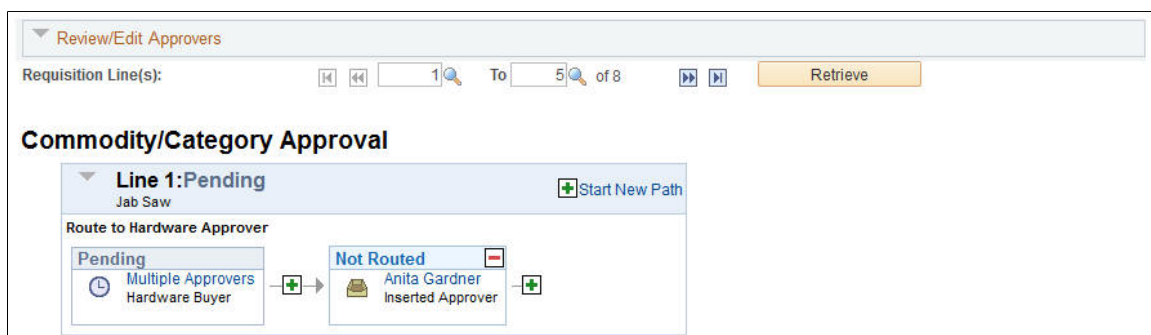 Review/Edit Approvers
Requisition Line(s): 1 To 5 of 8 Retrieve
Commodity/Category Approval
Line 1:Pending
Jab Saw
Start New Path
Route to Hardware Approver
Pending
Multiple Approvers
Hardware Buyer
Not Routed
Anita Gardner
Inserted Approver